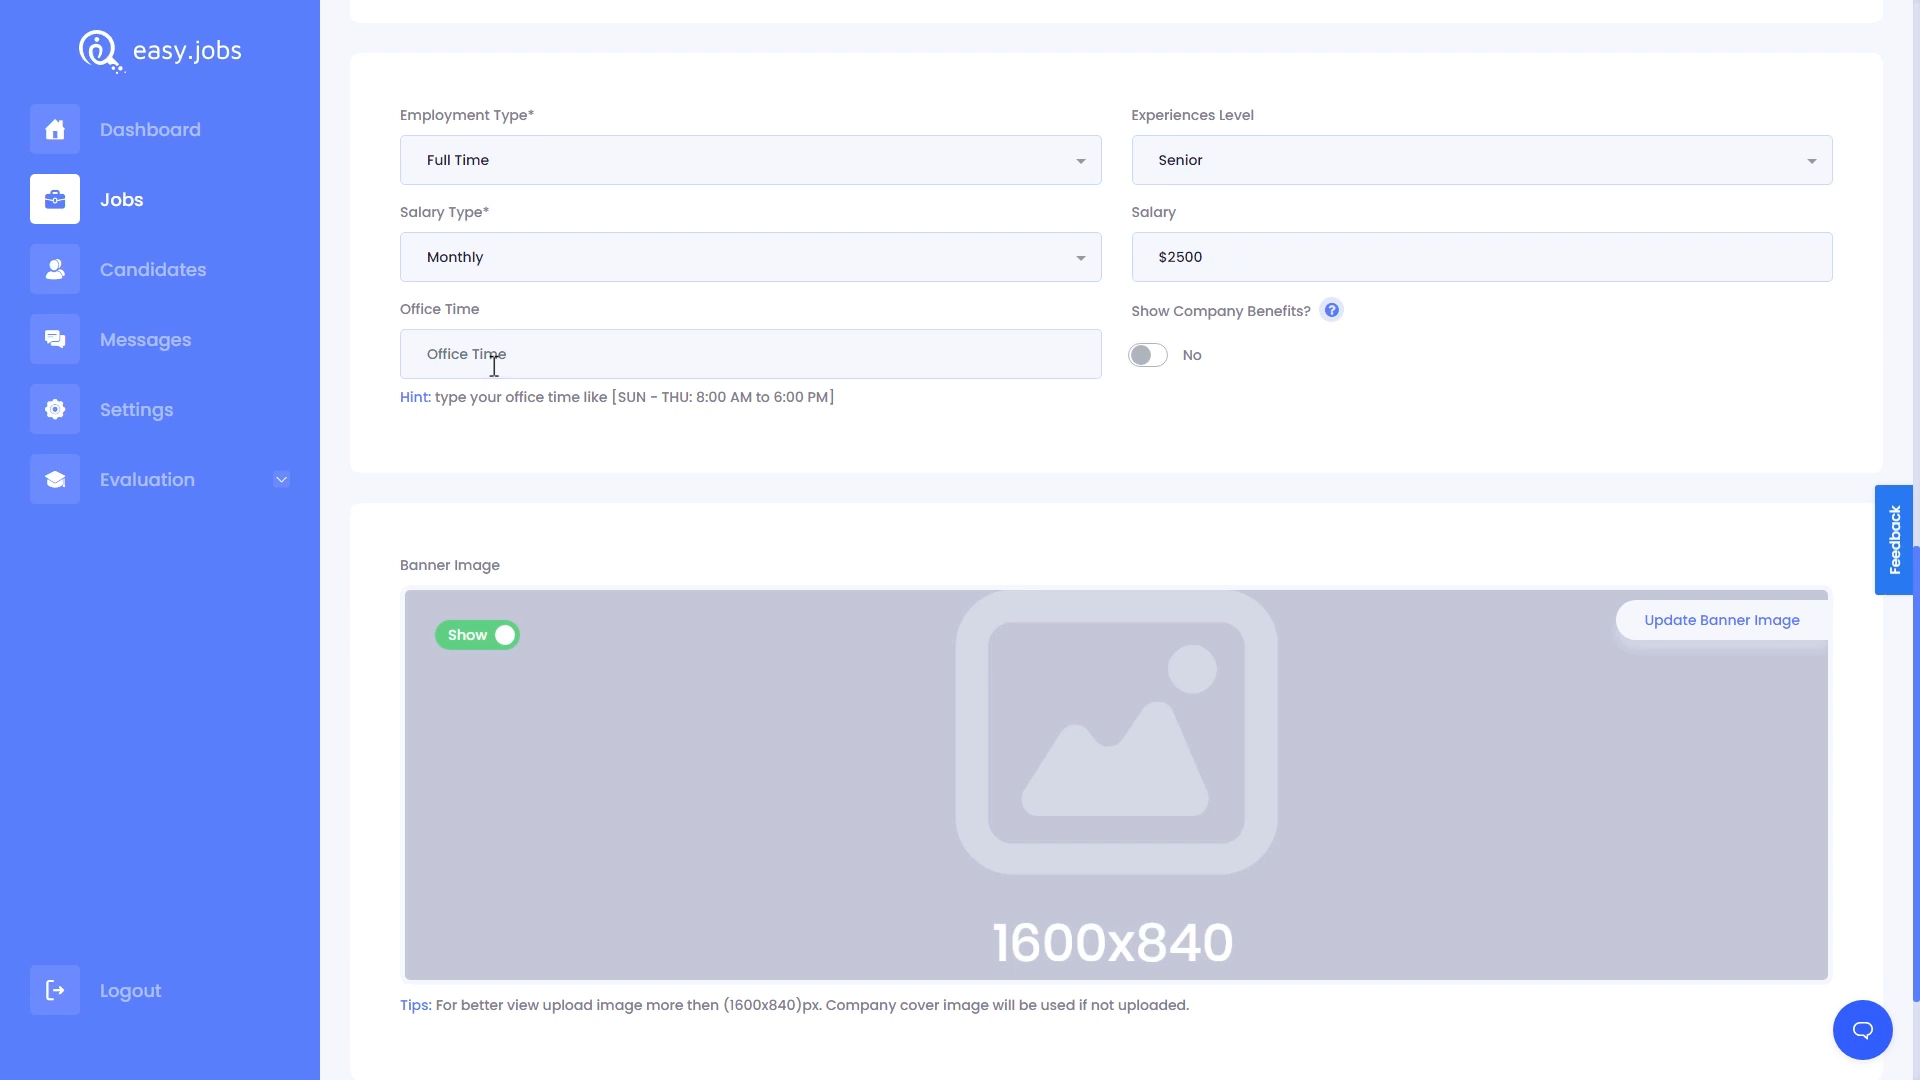 easy.jobs
Dashboard
Jobs
Candidates
Messages
Settings
Evaluation
Logout
Employment Type*
Full Time
Experiences Level
Senior
Salary Type*
Monthly
Salary
$2500
Office Time
Office Time
Hint: type your office time like [SUN - THU: 8:00 AM to 6:00 PM]
Show Company Benefits? ?
No
Banner Image
Show
Update Banner Image
1600x840
Tips: For better view upload image more then (1600x840)px. Company cover image will be used if not uploaded.
Feedback